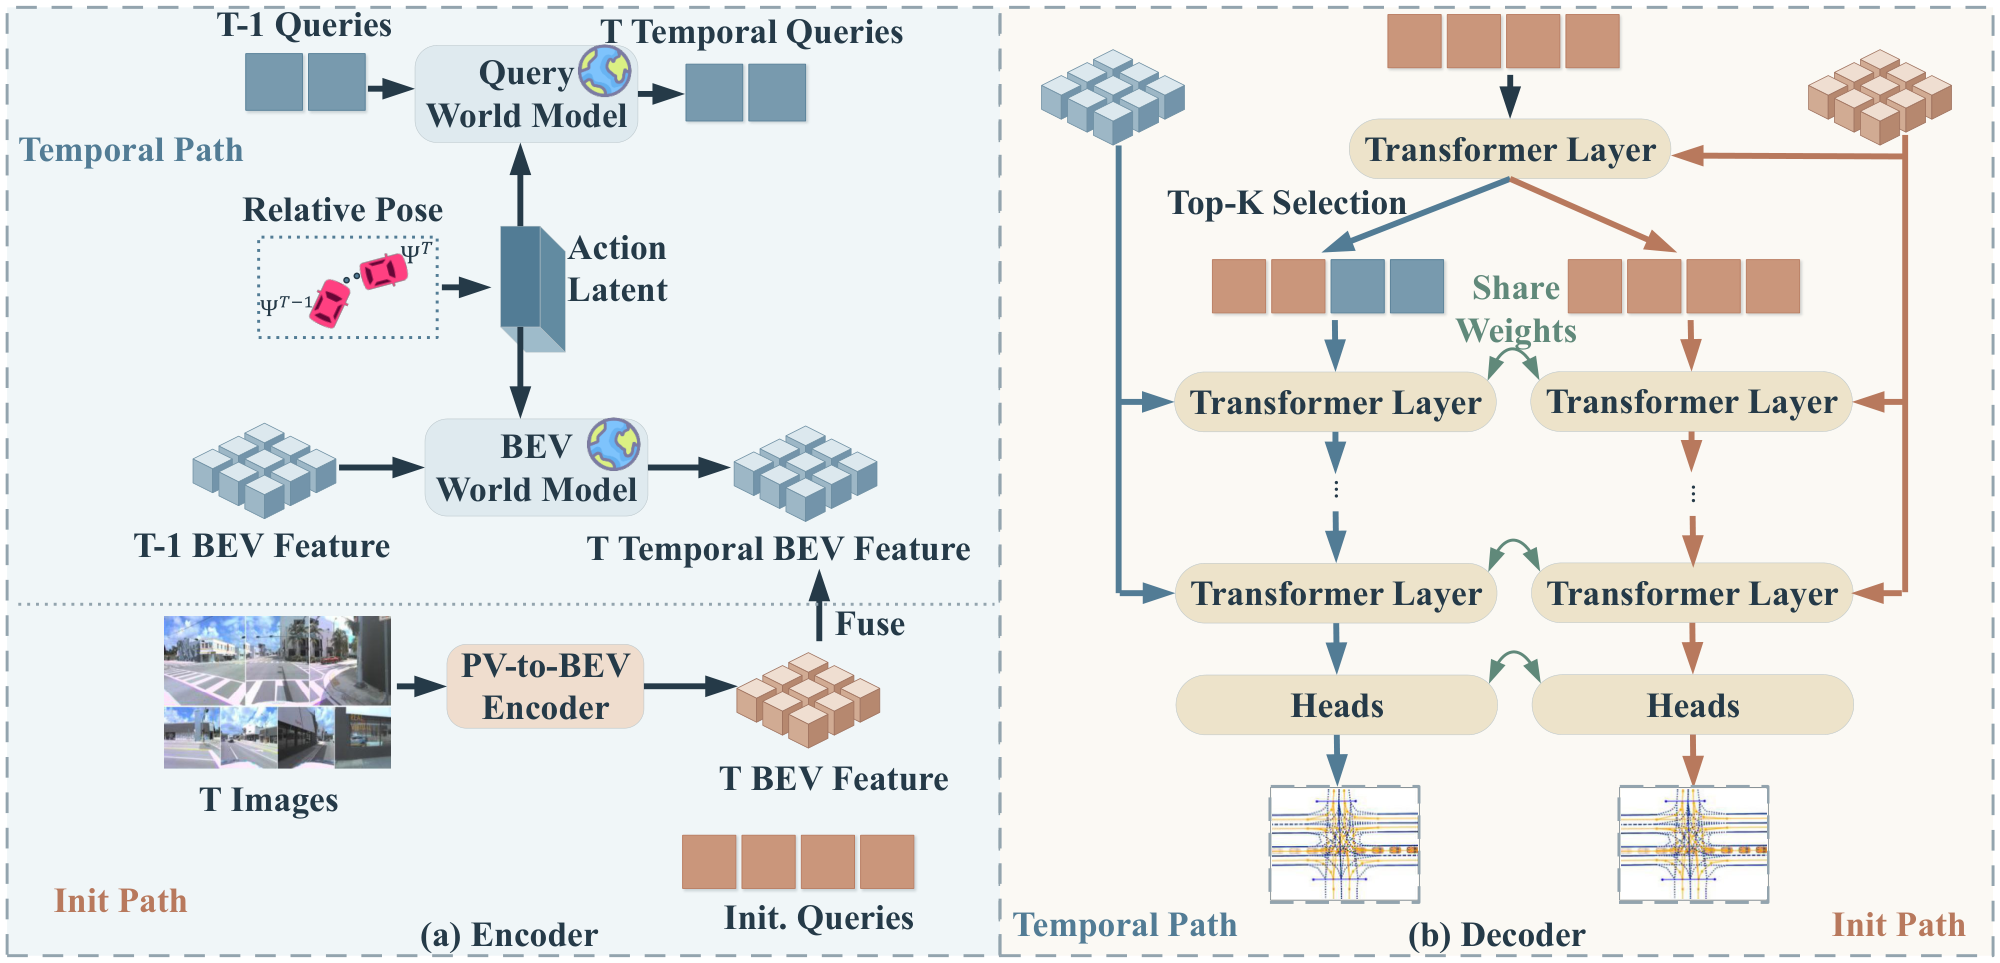 T-1 Queries
T Temporal Queries
Query
World Model
Temporal Path
Relative Pose
Ψ^T
Ψ^{T-1}
Action
Latent
BEV
World Model
T-1 BEV Feature
T Temporal BEV Feature
Fuse
PV-to-BEV
Encoder
T Images
T BEV Feature
Init. Queries
Init Path
(a) Encoder
Transformer Layer
Top-K Selection
Share
Weights
Transformer Layer
Transformer Layer
...
...
Transformer Layer
Transformer Layer
Heads
Heads
Temporal Path
(b) Decoder
Init Path